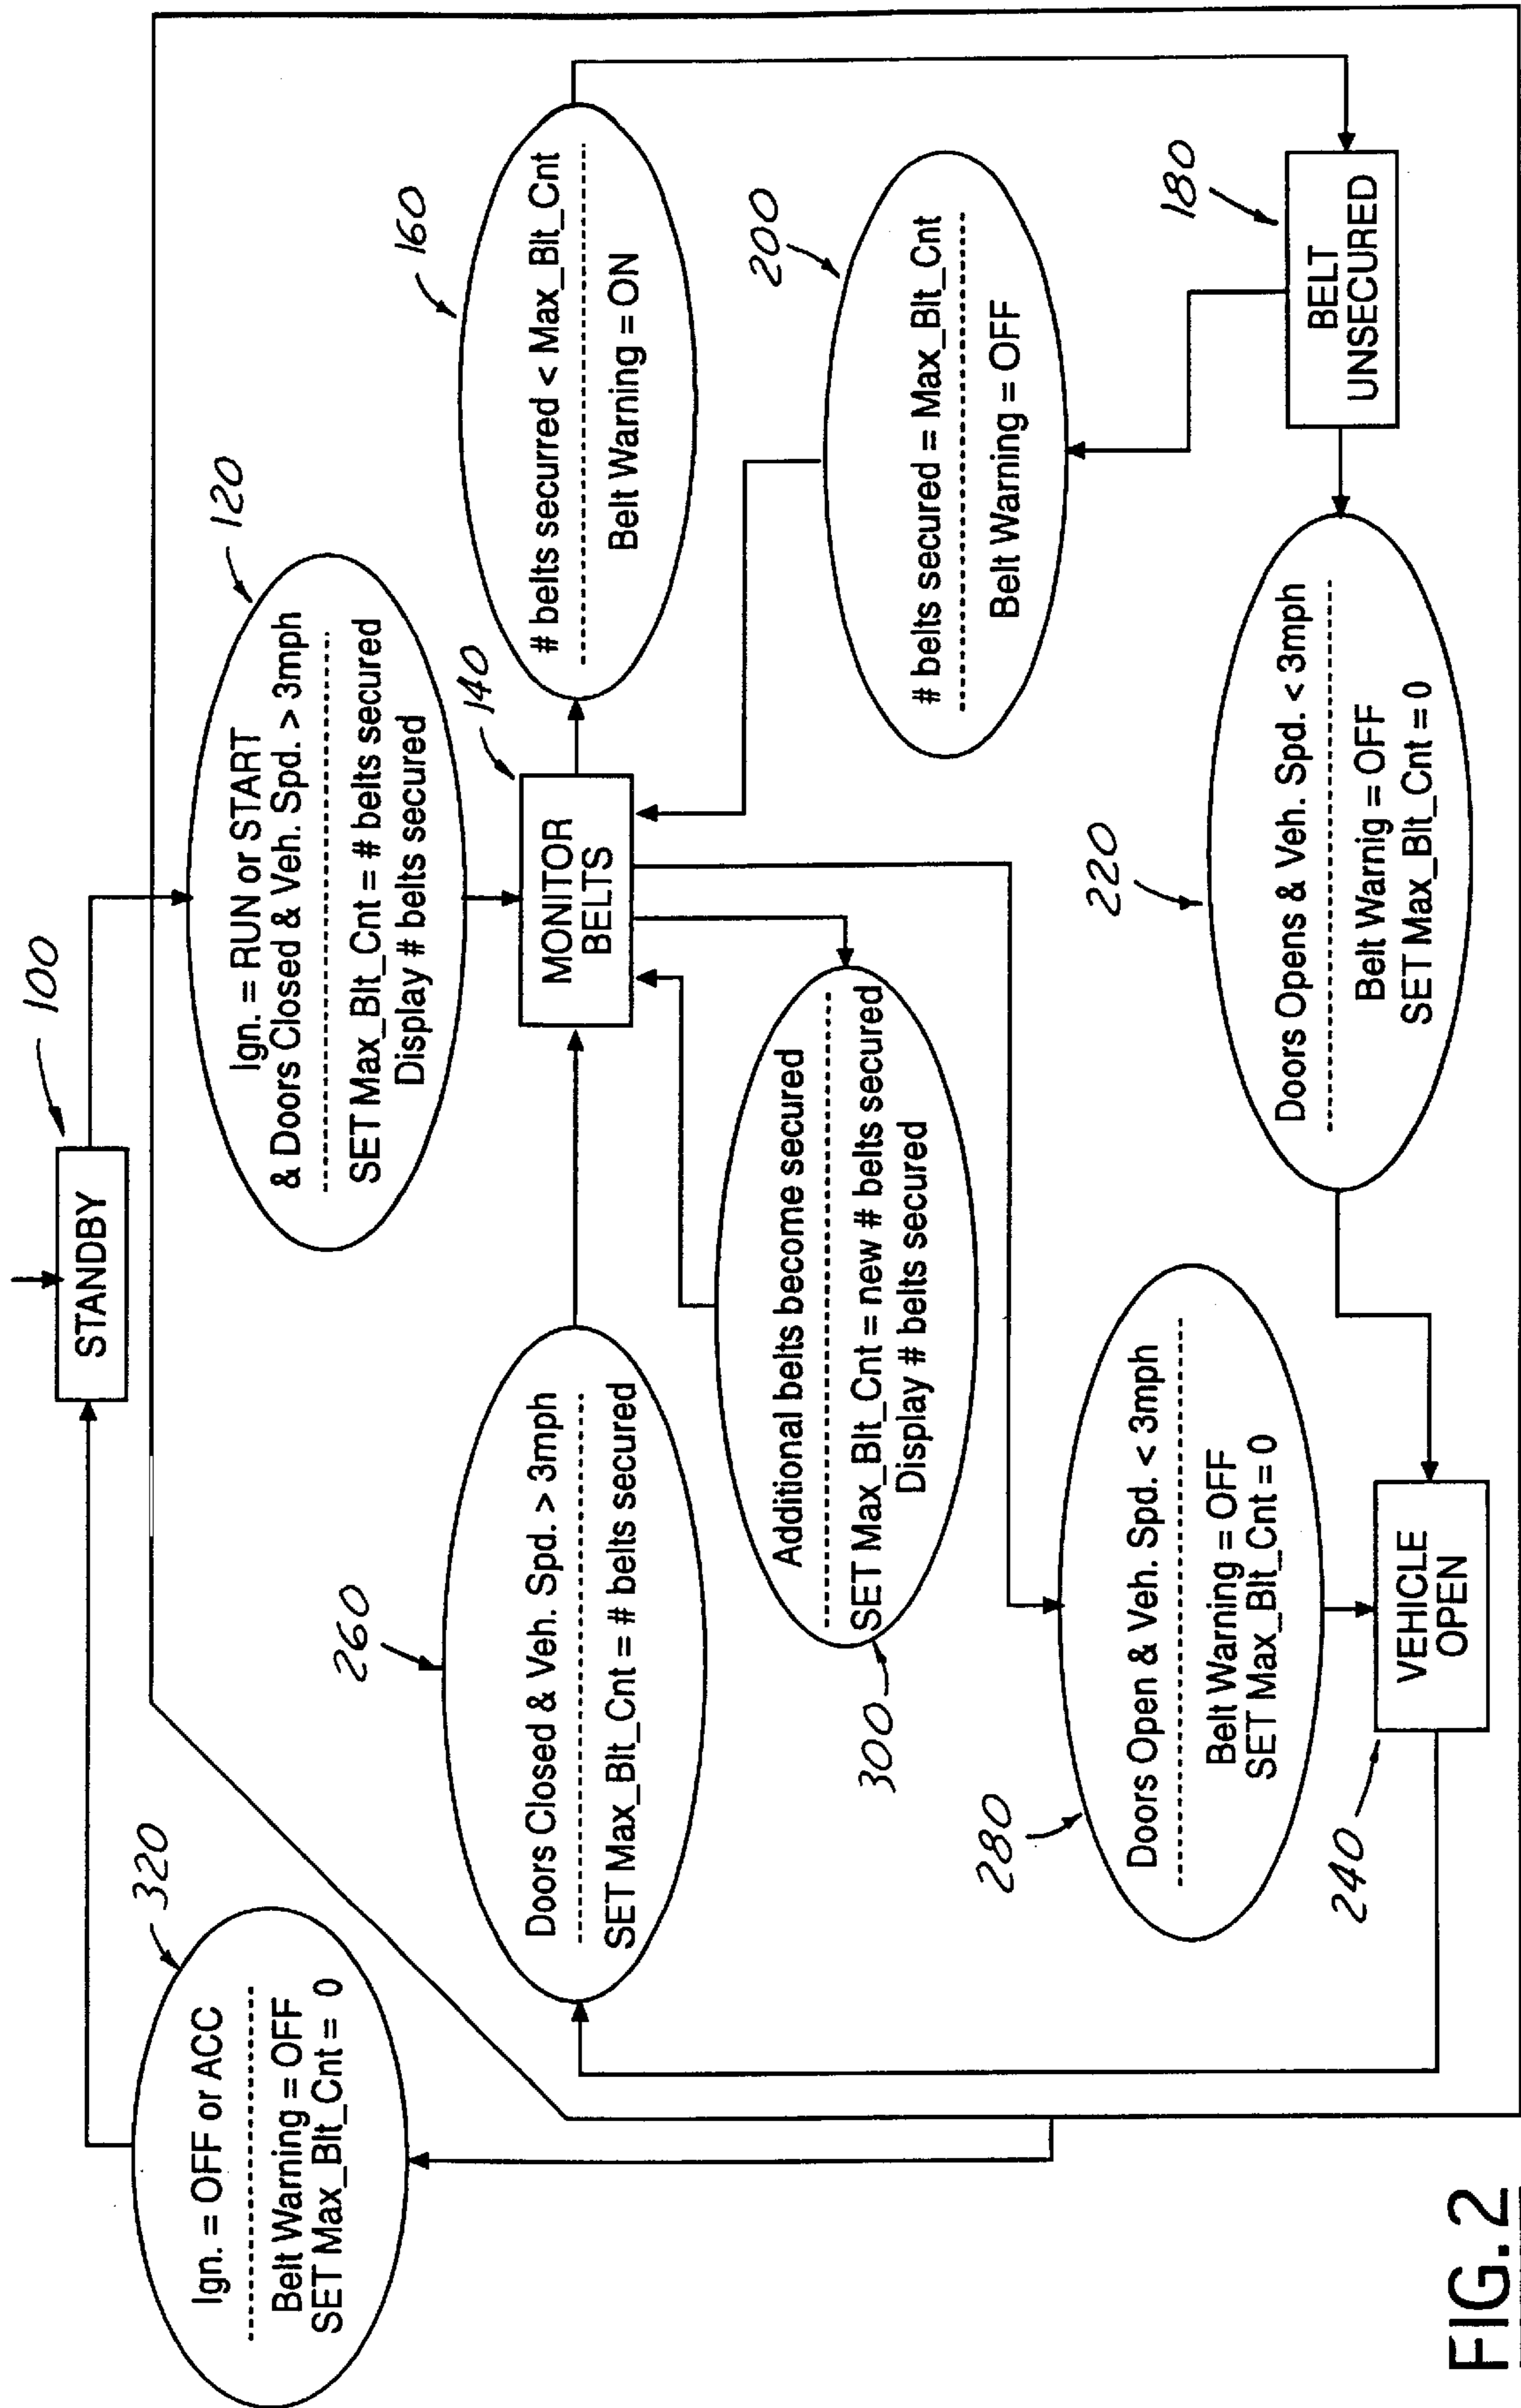 100
STANDBY
320
Ign. = OFF or ACC
Belt Warning = OFF
SET Max_Blt_Cnt = 0
120
Ign. = RUN or START
& Doors Closed & Veh. Spd. > 3mph
SET Max_Blt_Cnt = # belts secured
Display # belts secured
260
Doors Closed & Veh. Spd. > 3mph
SET Max_Blt_Cnt = # belts secured
140
MONITOR
BELTS
160
# belts securred < Max_Blt_Cnt
Belt Warning = ON
300
Additional belts become secured
SET Max_Blt_Cnt = new # belts secured
Display # belts secured
200
# belts secured = Max_Blt_Cnt
Belt Warning = OFF
280
Doors Open & Veh. Spd. < 3mph
Belt Warning = OFF
SET Max_Blt_Cnt = 0
220
Doors Opens & Veh. Spd. < 3mph
Belt Warnig = OFF
SET Max_Blt_Cnt = 0
180
BELT
UNSECURED
240
VEHICLE
OPEN
FIG. 2